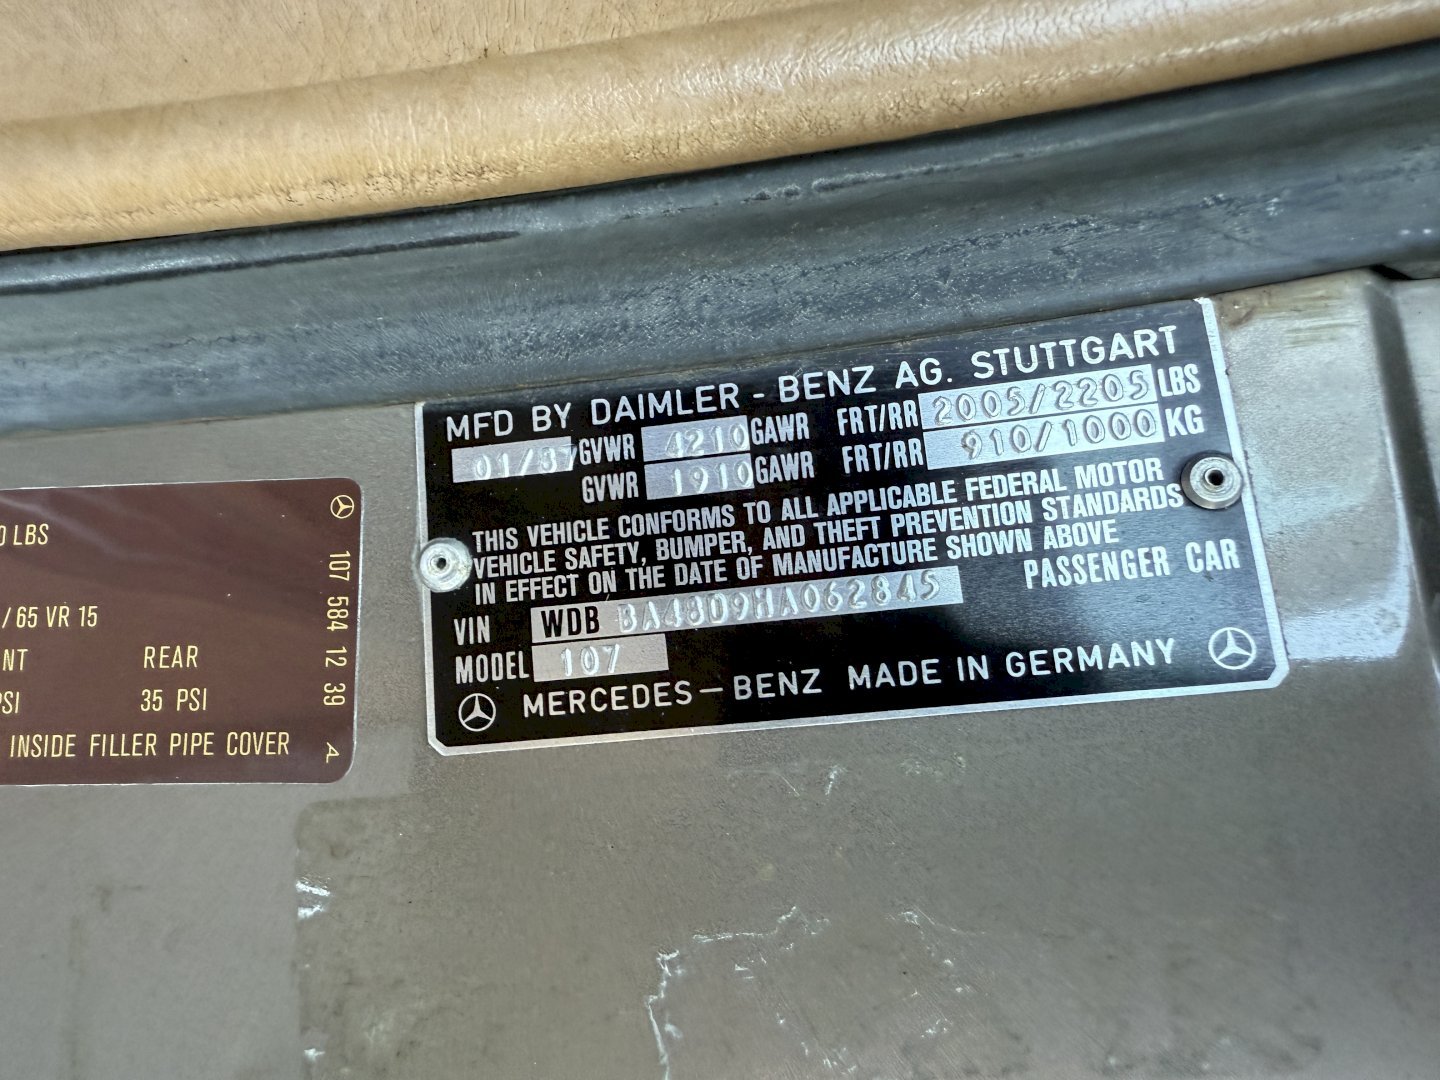 MFD BY DAIMLER - BENZ AG. STUTTGART
01/87 GVWR 4210 GAWR FRT/RR 2005/2205 LBS
GVWR 1910 GAWR FRT/RR 910/1000 KG
THIS VEHICLE CONFORMS TO ALL APPLICABLE FEDERAL MOTOR
VEHICLE SAFETY, BUMPER, AND THEFT PREVENTION STANDARDS
IN EFFECT ON THE DATE OF MANUFACTURE SHOWN ABOVE
PASSENGER CAR
VIN WDB BA48D9HA062845
MODEL 107
MERCEDES - BENZ MADE IN GERMANY
0 LBS
/ 65 VR 15
NT REAR
PSI 35 PSI
INSIDE FILLER PIPE COVER
107 584 12 39 A